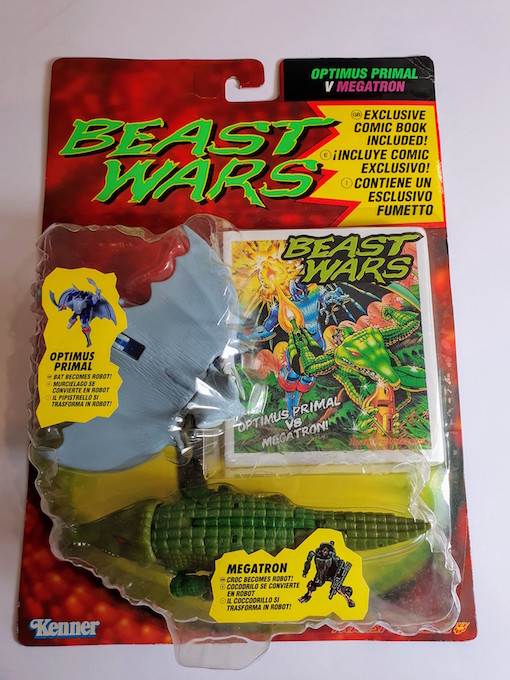 OPTIMUS PRIMAL
V MEGATRON
BEAST
WARS
GB EXCLUSIVE
COMIC BOOK
INCLUDED!
E ¡INCLUYE COMIC
EXCLUSIVO!
I CONTIENE UN
ESCLUSIVO
FUMETTO
BEAST
WARS
OPTIMUS PRIMAL
VS
MEGATRON!
OPTIMUS
PRIMAL
BAT BECOMES ROBOT!
MURCIELAGO SE
CONVIERTE EN ROBOT
IL PIPISTRELLO SI
TRASFORMA IN ROBOT!
MEGATRON
CROC BECOMES ROBOT!
COCODRILO SE CONVIERTE
EN ROBOT
IL COCCODRILLO SI
TRASFORMA IN ROBOT!
Kenner